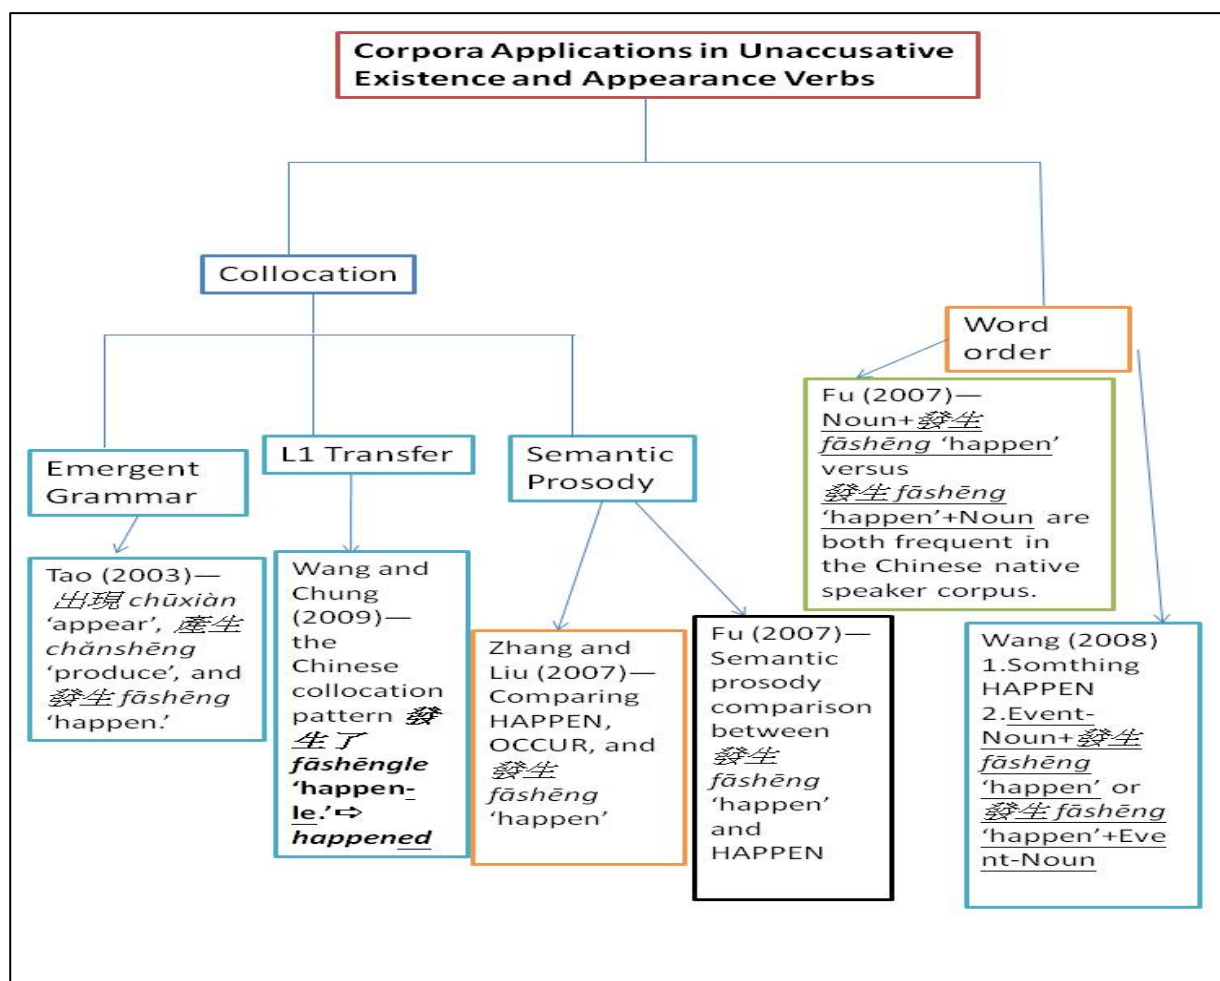 Corpora Applications in Unaccusative
Existence and Appearance Verbs
Collocation
Word
order
Emergent
Grammar
L1 Transfer
Semantic
Prosody
Tao (2003)—
出現 chūxiàn
‘appear’, 產生
chǎnshēng
‘produce’, and
發生 fāshēng
‘happen.’
Wang and
Chung
(2009)—
the
Chinese
collocation
pattern 發
生了
fāshēngle
‘happen-
le.’⇨
happened
Zhang and
Liu (2007)—
Comparing
HAPPEN,
OCCUR, and
發生
fāshēng
‘happen’
Fu (2007)—
Semantic
prosody
comparison
between
發生
fāshēng
‘happen’
and
HAPPEN
Fu (2007)—
Noun+發生
fāshēng ‘happen’
versus
發生 fāshēng
‘happen’+Noun are
both frequent in
the Chinese native
speaker corpus.
Wang (2008)
1.Somthing
HAPPEN
2.Event-
Noun+發生
fāshēng
‘happen’ or
發生 fāshēng
‘happen’+Eve
nt-Noun